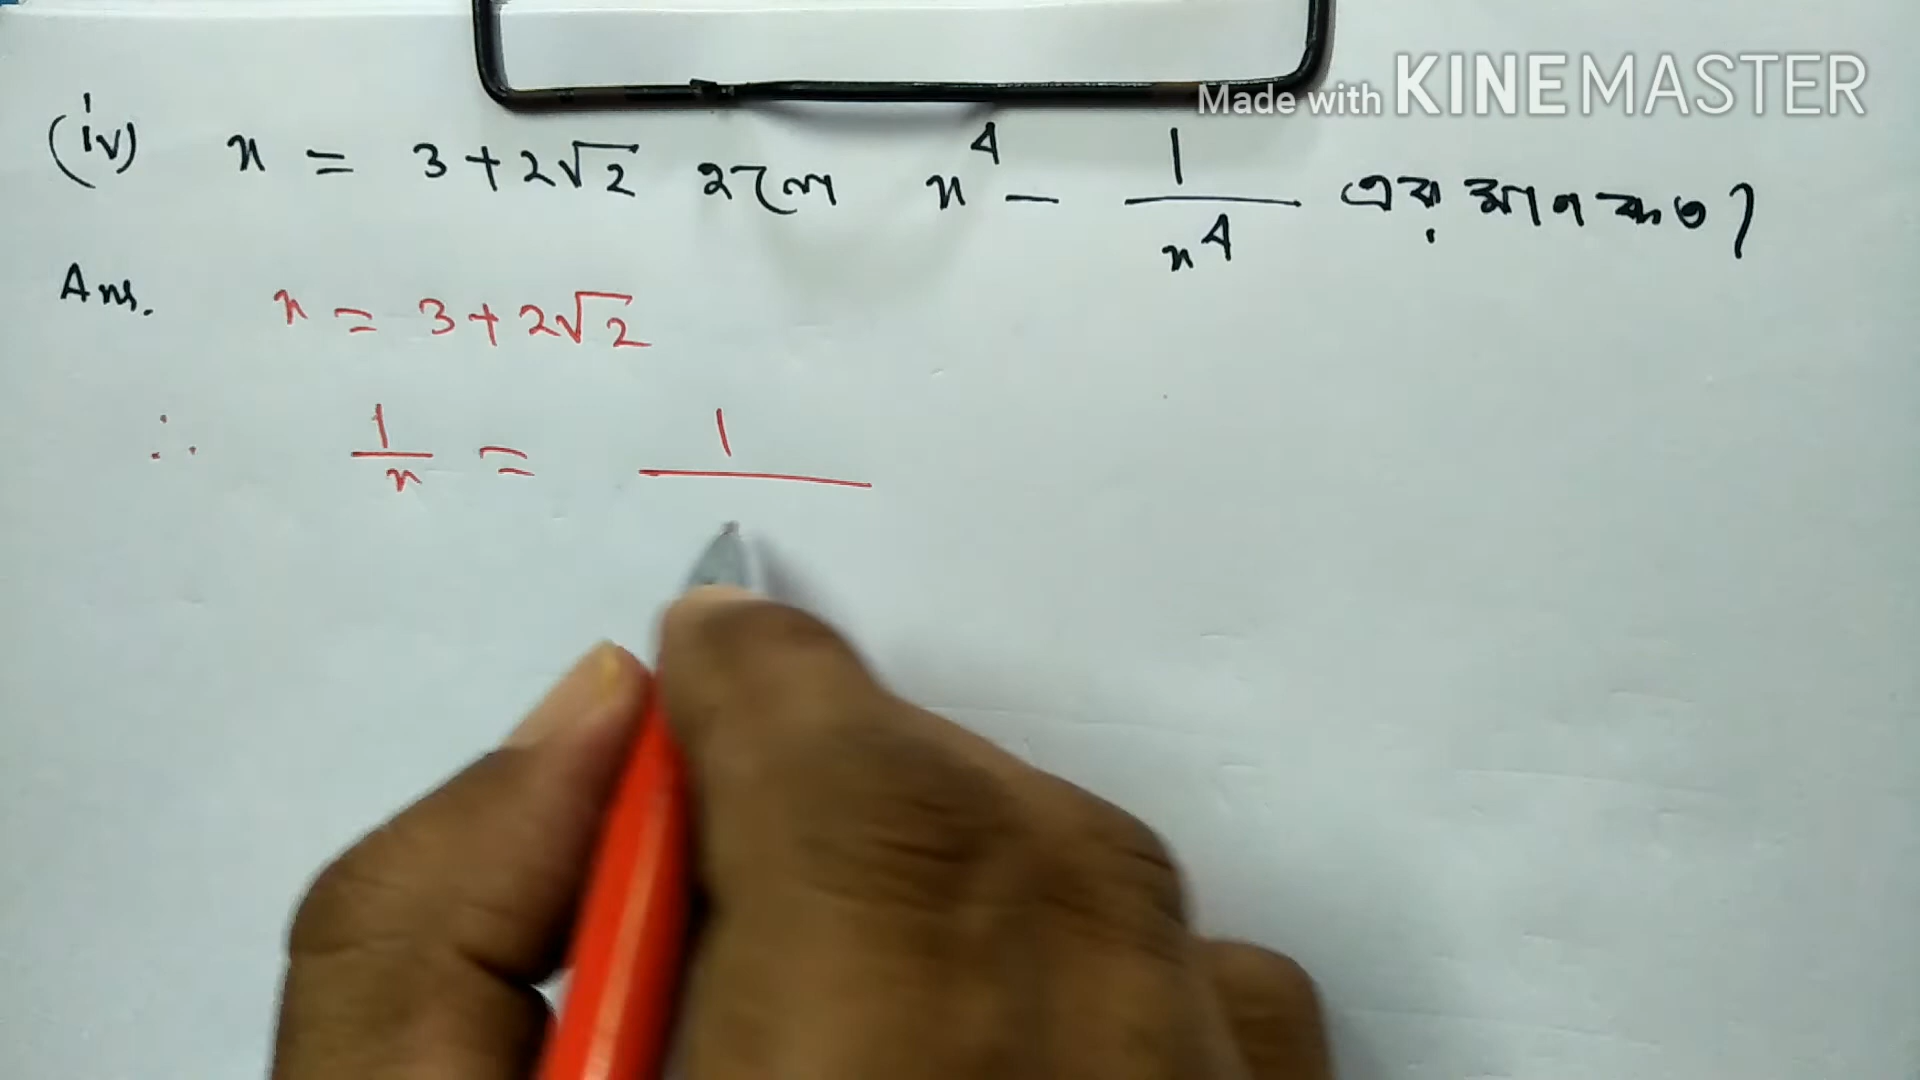 Made with KINEMASTER
(iv) x = 3+2√2 হলে x⁴ - 1/x⁴ এর মান কত?
Ans. x = 3+2√2
∴ 1/x = 1/